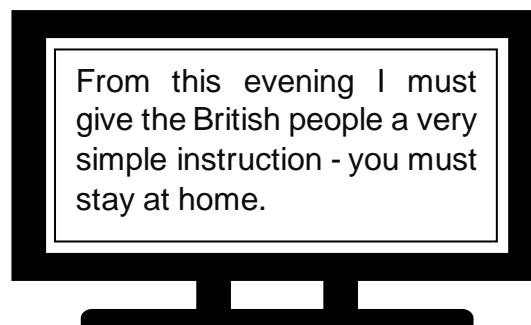 From this evening I must
give the British people a very
simple instruction - you must
stay at home.